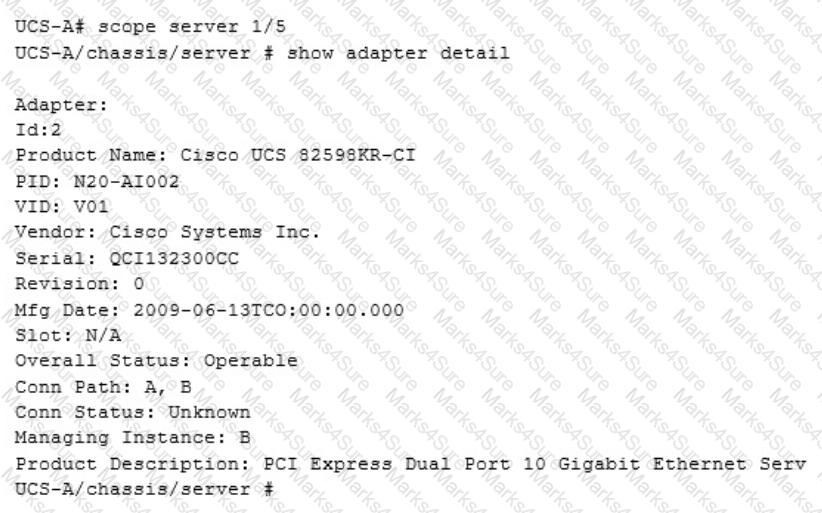 UCS-A# scope server 1/5
UCS-A/chassis/server # show adapter detail
Adapter:
Id:2
Product Name: Cisco UCS 82598KR-CI
PID: N20-AI002
VID: V01
Vendor: Cisco Systems Inc.
Serial: QCI132300CC
Revision: 0
Mfg Date: 2009-06-13TCO:00:00.000
Slot: N/A
Overall Status: Operable
Conn Path: A, B
Conn Status: Unknown
Managing Instance: B
Product Description: PCI Express Dual Port 10 Gigabit Ethernet Serv
UCS-A/chassis/server #